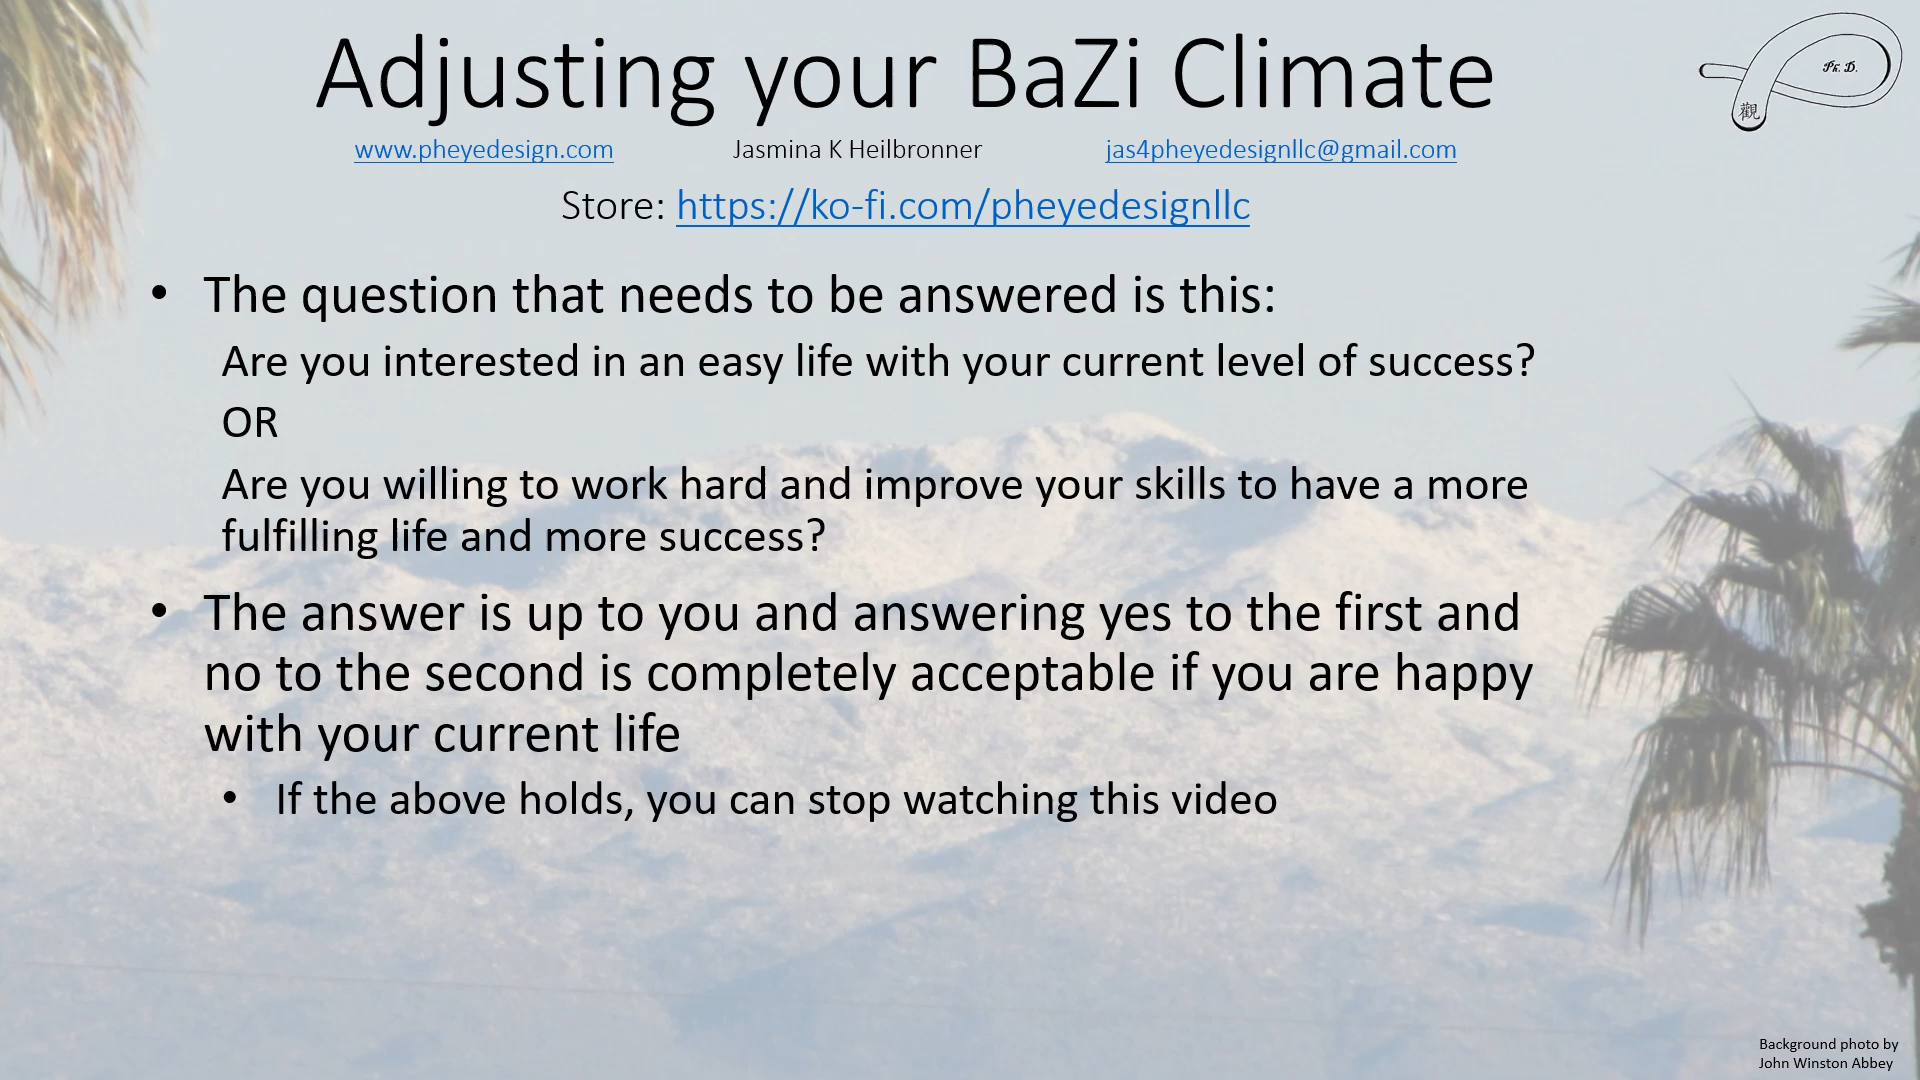 Adjusting your BaZi Climate
Ph. D.
觀
www.pheyedesign.com Jasmina K Heilbronner jas4pheyedesignllc@gmail.com
Store: https://ko-fi.com/pheyedesignllc
• The question that needs to be answered is this:
Are you interested in an easy life with your current level of success?
OR
Are you willing to work hard and improve your skills to have a more
fulfilling life and more success?
• The answer is up to you and answering yes to the first and
no to the second is completely acceptable if you are happy
with your current life
• If the above holds, you can stop watching this video
Background photo by
John Winston Abbey